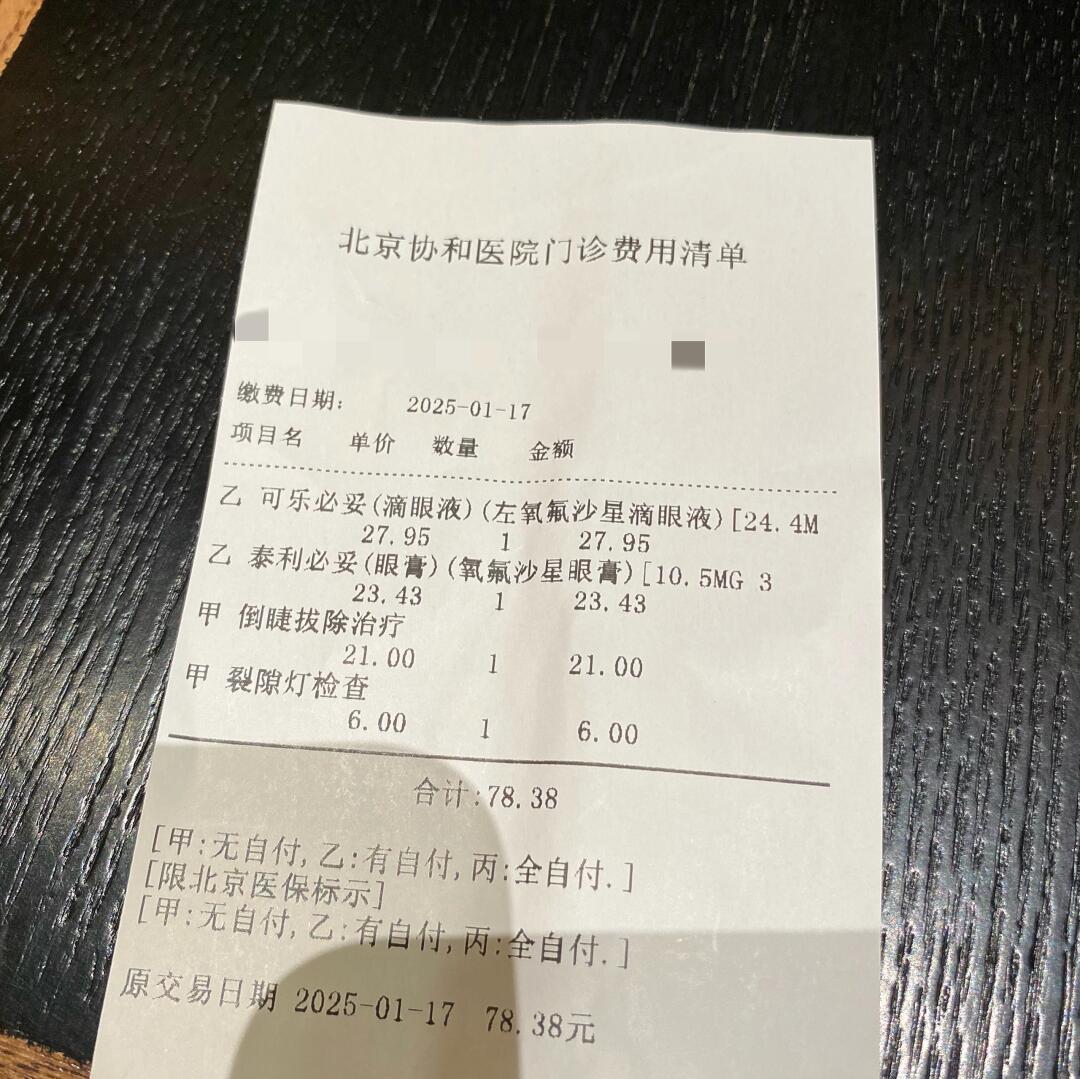 北京协和医院门诊费用清单
缴费日期: 2025-01-17
项目名 单价 数量 金额
乙 可乐必妥(滴眼液)(左氧氟沙星滴眼液)[24.4M
27.95 1 27.95
乙 泰利必妥(眼膏)(氧氟沙星眼膏)[10.5MG 3
23.43 1 23.43
甲 倒睫拔除治疗
21.00 1 21.00
甲 裂隙灯检查
6.00 1 6.00
合计:78.38
[甲:无自付,乙:有自付,丙:全自付.]
[限北京医保标示]
[甲:无自付,乙:有自付,丙:全自付.]
原交易日期 2025-01-17 78.38元